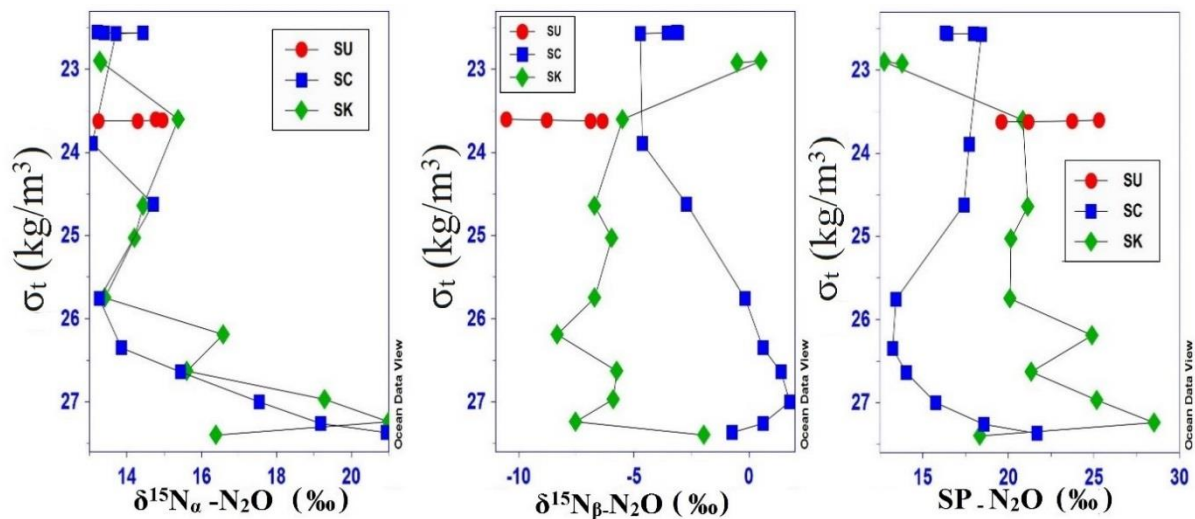 σt (kg/m³)
23
24
25
26
27
SU
SC
SK
14 16 18 20
δ¹⁵Nα -N₂O (‰)
Ocean Data View
σt (kg/m³)
23
24
25
26
27
SU
SC
SK
-10 -5 0
δ¹⁵Nβ-N₂O (‰)
Ocean Data View
σt (kg/m³)
23
24
25
26
27
SU
SC
SK
15 20 25 30
SP - N₂O (‰)
Ocean Data View